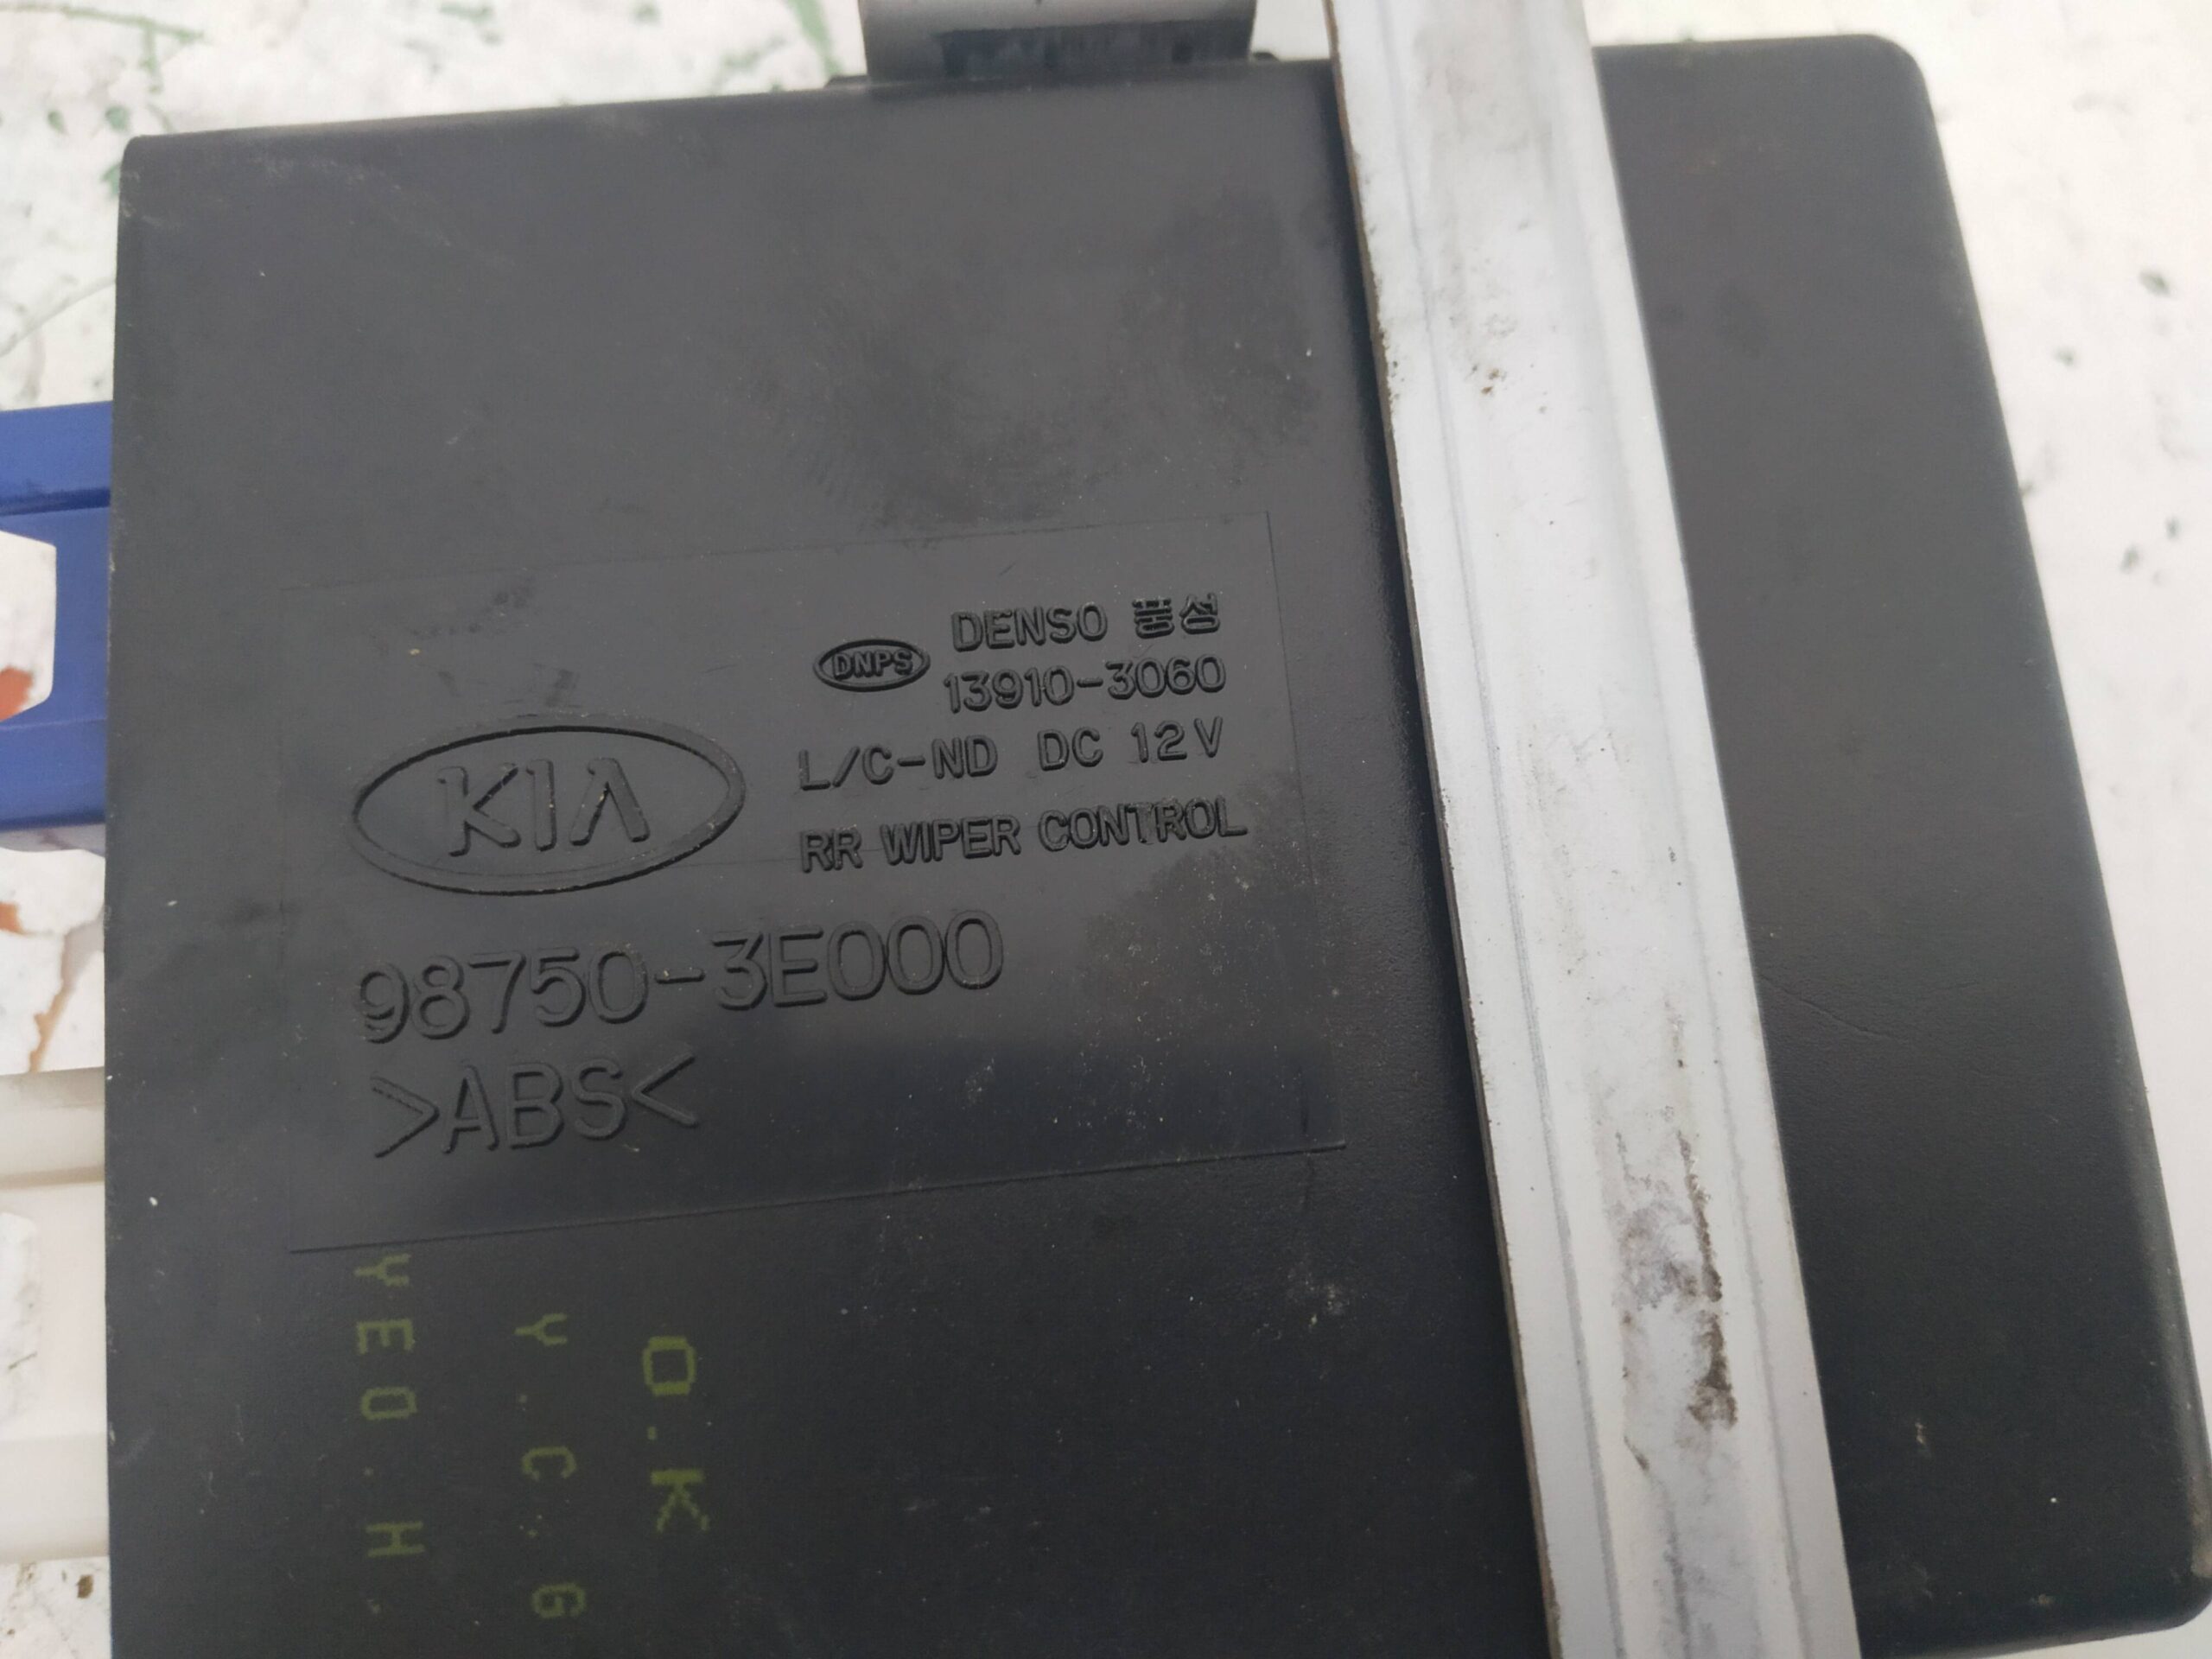 DENSO 풍성
DNPS
13910-3060
L/C-ND DC 12V
KIA
RR WIPER CONTROL
98750-3E000
>ABS<
O.K
Y.C.G
YEO.H.